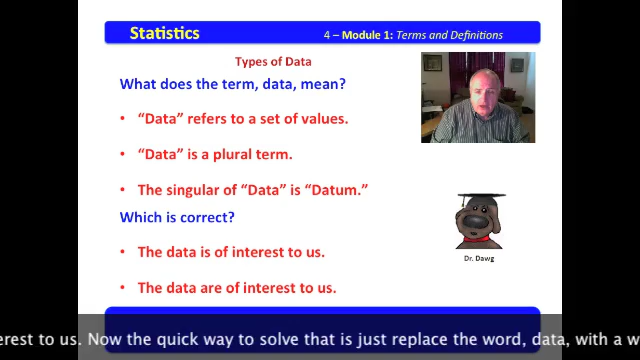 Statistics
4 – Module 1: Terms and Definitions
Types of Data
What does the term, data, mean?
• "Data" refers to a set of values.
• "Data" is a plural term.
• The singular of "Data" is "Datum."
Which is correct?
• The data is of interest to us.
• The data are of interest to us.
Dr. Dawg
to us. Now the quick way to solve that is just replace the word, data, with a